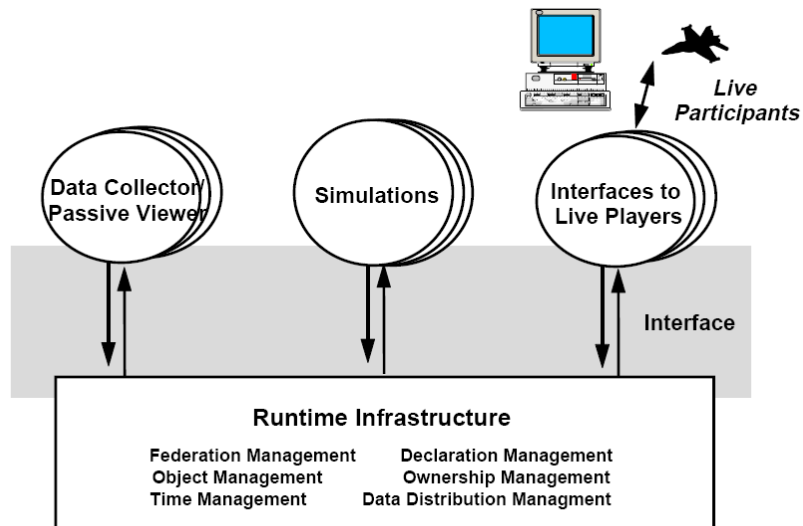 Live
Participants
Data Collector/
Passive Viewer
Simulations
Interfaces to
Live Players
Interface
Runtime Infrastructure
Federation Management Declaration Management
Object Management Ownership Management
Time Management Data Distribution Managment